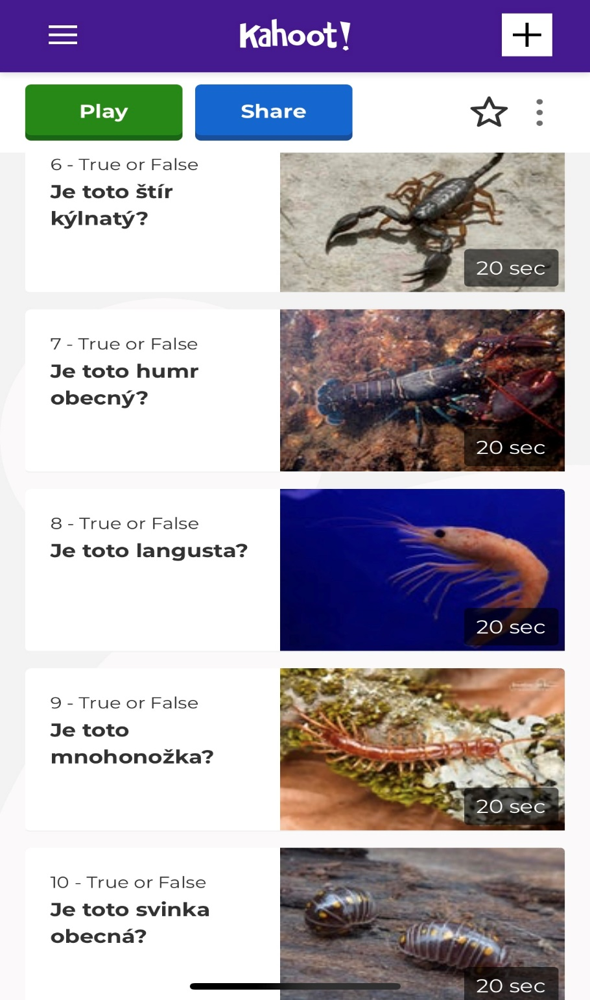 Kahoot!
Play
Share
6 - True or False
Je toto štír
kýlnatý?
20 sec
7 - True or False
Je toto humr
obecný?
20 sec
8 - True or False
Je toto langusta?
20 sec
9 - True or False
Je toto
mnohonožka?
20 sec
10 - True or False
Je toto svinka
obecná?
20 sec